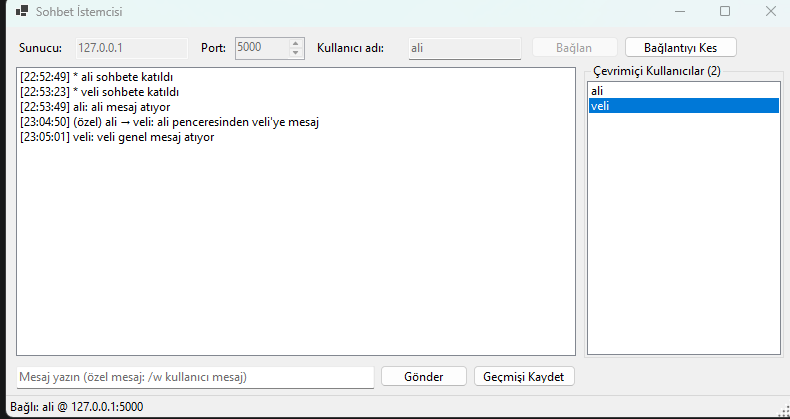 Sohbet İstemcisi
Sunucu: 127.0.0.1 Port: 5000 Kullanıcı adı: ali Bağlan Bağlantıyı Kes
[22:52:49] * ali sohbete katıldı
[22:53:23] * veli sohbete katıldı
[22:53:49] ali: ali mesaj atıyor
[23:04:50] (özel) ali → veli: ali penceresinden veli'ye mesaj
[23:05:01] veli: veli genel mesaj atıyor
Çevrimiçi Kullanıcılar (2)
ali
veli
Mesaj yazın (özel mesaj: /w kullanıcı mesaj) Gönder Geçmişi Kaydet
Bağlı: ali @ 127.0.0.1:5000